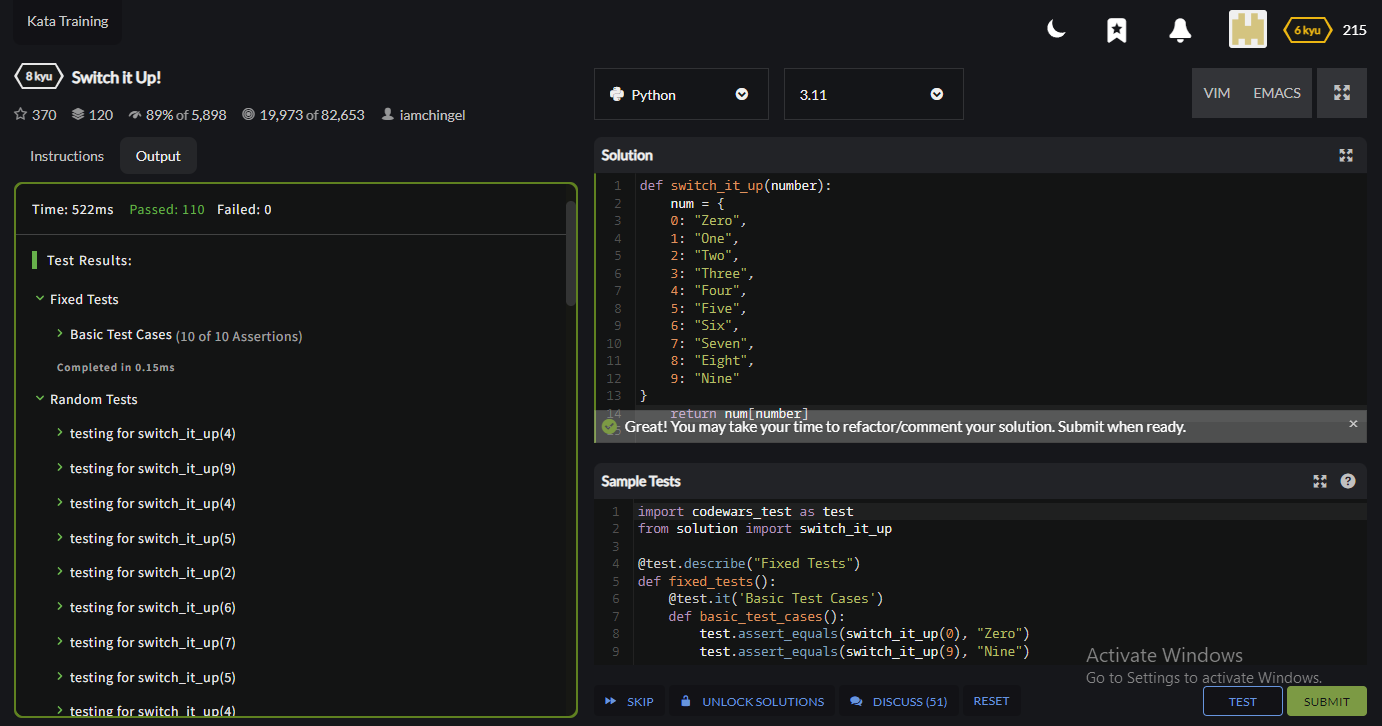 Kata Training
6 kyu 215
8 kyu Switch it Up!
370 120 89% of 5,898 19,973 of 82,653 iamchingel
Instructions Output
Time: 522ms Passed: 110 Failed: 0
Test Results:
Fixed Tests
Basic Test Cases (10 of 10 Assertions)
Completed in 0.15ms
Random Tests
testing for switch_it_up(4)
testing for switch_it_up(9)
testing for switch_it_up(4)
testing for switch_it_up(5)
testing for switch_it_up(2)
testing for switch_it_up(6)
testing for switch_it_up(7)
testing for switch_it_up(5)
testing for switch_it_up(4)
Python 3.11 VIM EMACS
Solution
1 def switch_it_up(number):
2 num = {
3 0: "Zero",
4 1: "One",
5 2: "Two",
6 3: "Three",
7 4: "Four",
8 5: "Five",
9 6: "Six",
10 7: "Seven",
11 8: "Eight",
12 9: "Nine"
13 }
14 return num[number]
Great! You may take your time to refactor/comment your solution. Submit when ready. ×
Sample Tests ?
1 import codewars_test as test
2 from solution import switch_it_up
3
4 @test.describe("Fixed Tests")
5 def fixed_tests():
6 @test.it('Basic Test Cases')
7 def basic_test_cases():
8 test.assert_equals(switch_it_up(0), "Zero")
9 test.assert_equals(switch_it_up(9), "Nine")
Activate Windows
Go to Settings to activate Windows.
SKIP UNLOCK SOLUTIONS DISCUSS (51) RESET TEST SUBMIT